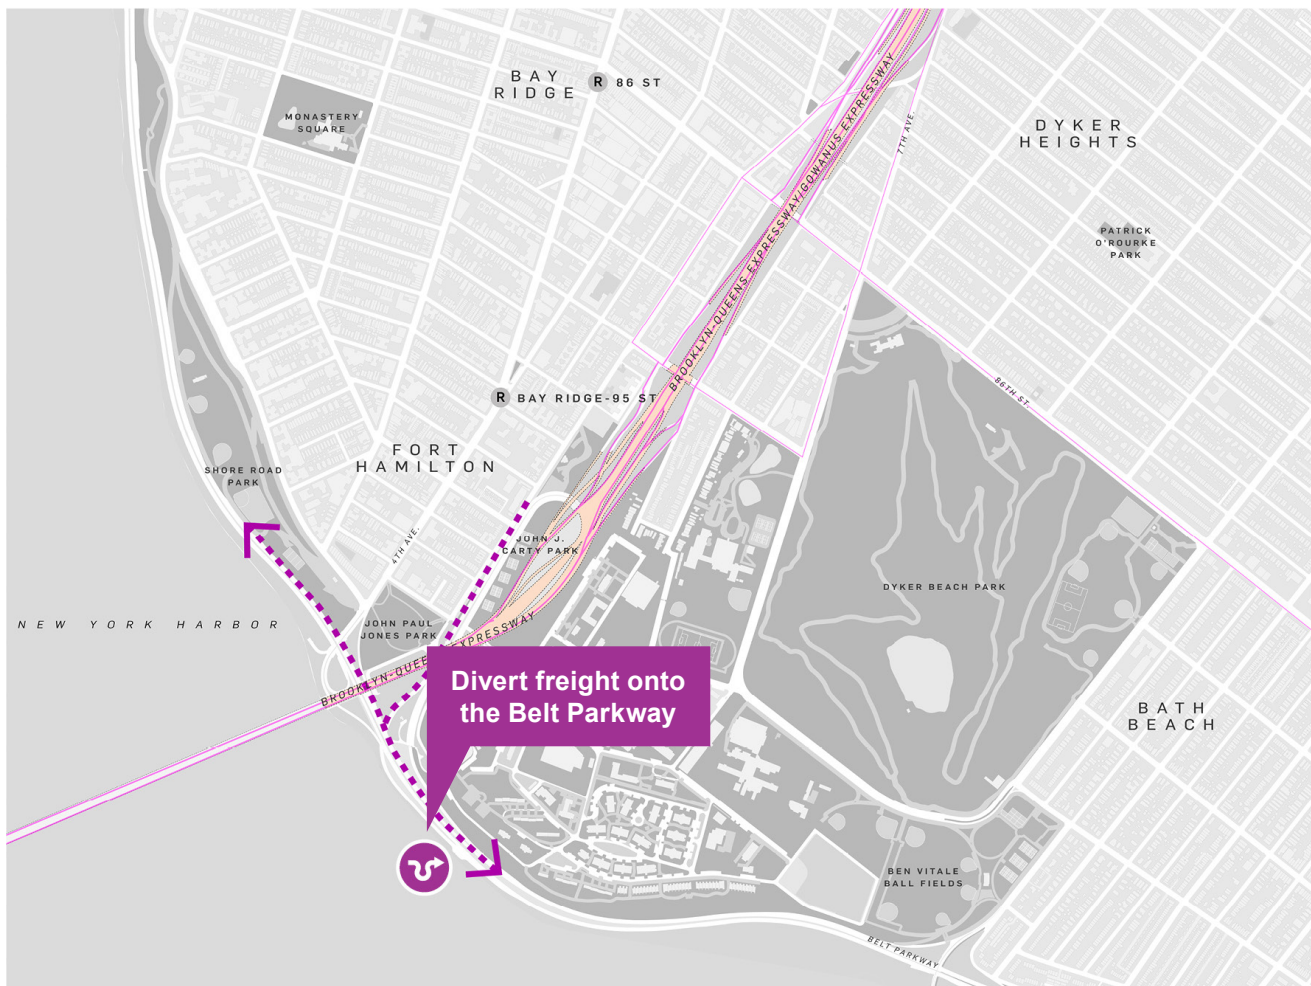 BAY
RIDGE
R 86 ST
MONASTERY
SQUARE
DYKER
HEIGHTS
7TH AVE.
BROOKLYN-QUEENS EXPRESSWAY/GOWANUS EXPRESSWAY
PATRICK
O'ROURKE
PARK
86TH ST.
R BAY RIDGE-95 ST
FORT
HAMILTON
SHORE ROAD
PARK
4TH AVE.
JOHN J.
CARTY PARK
DYKER BEACH PARK
NEW YORK HARBOR
JOHN PAUL
JONES PARK
BROOKLYN-QUEE EXPRESSWAY
Divert freight onto
the Belt Parkway
BATH
BEACH
BEN VITALE
BALL FIELDS
BELT PARKWAY